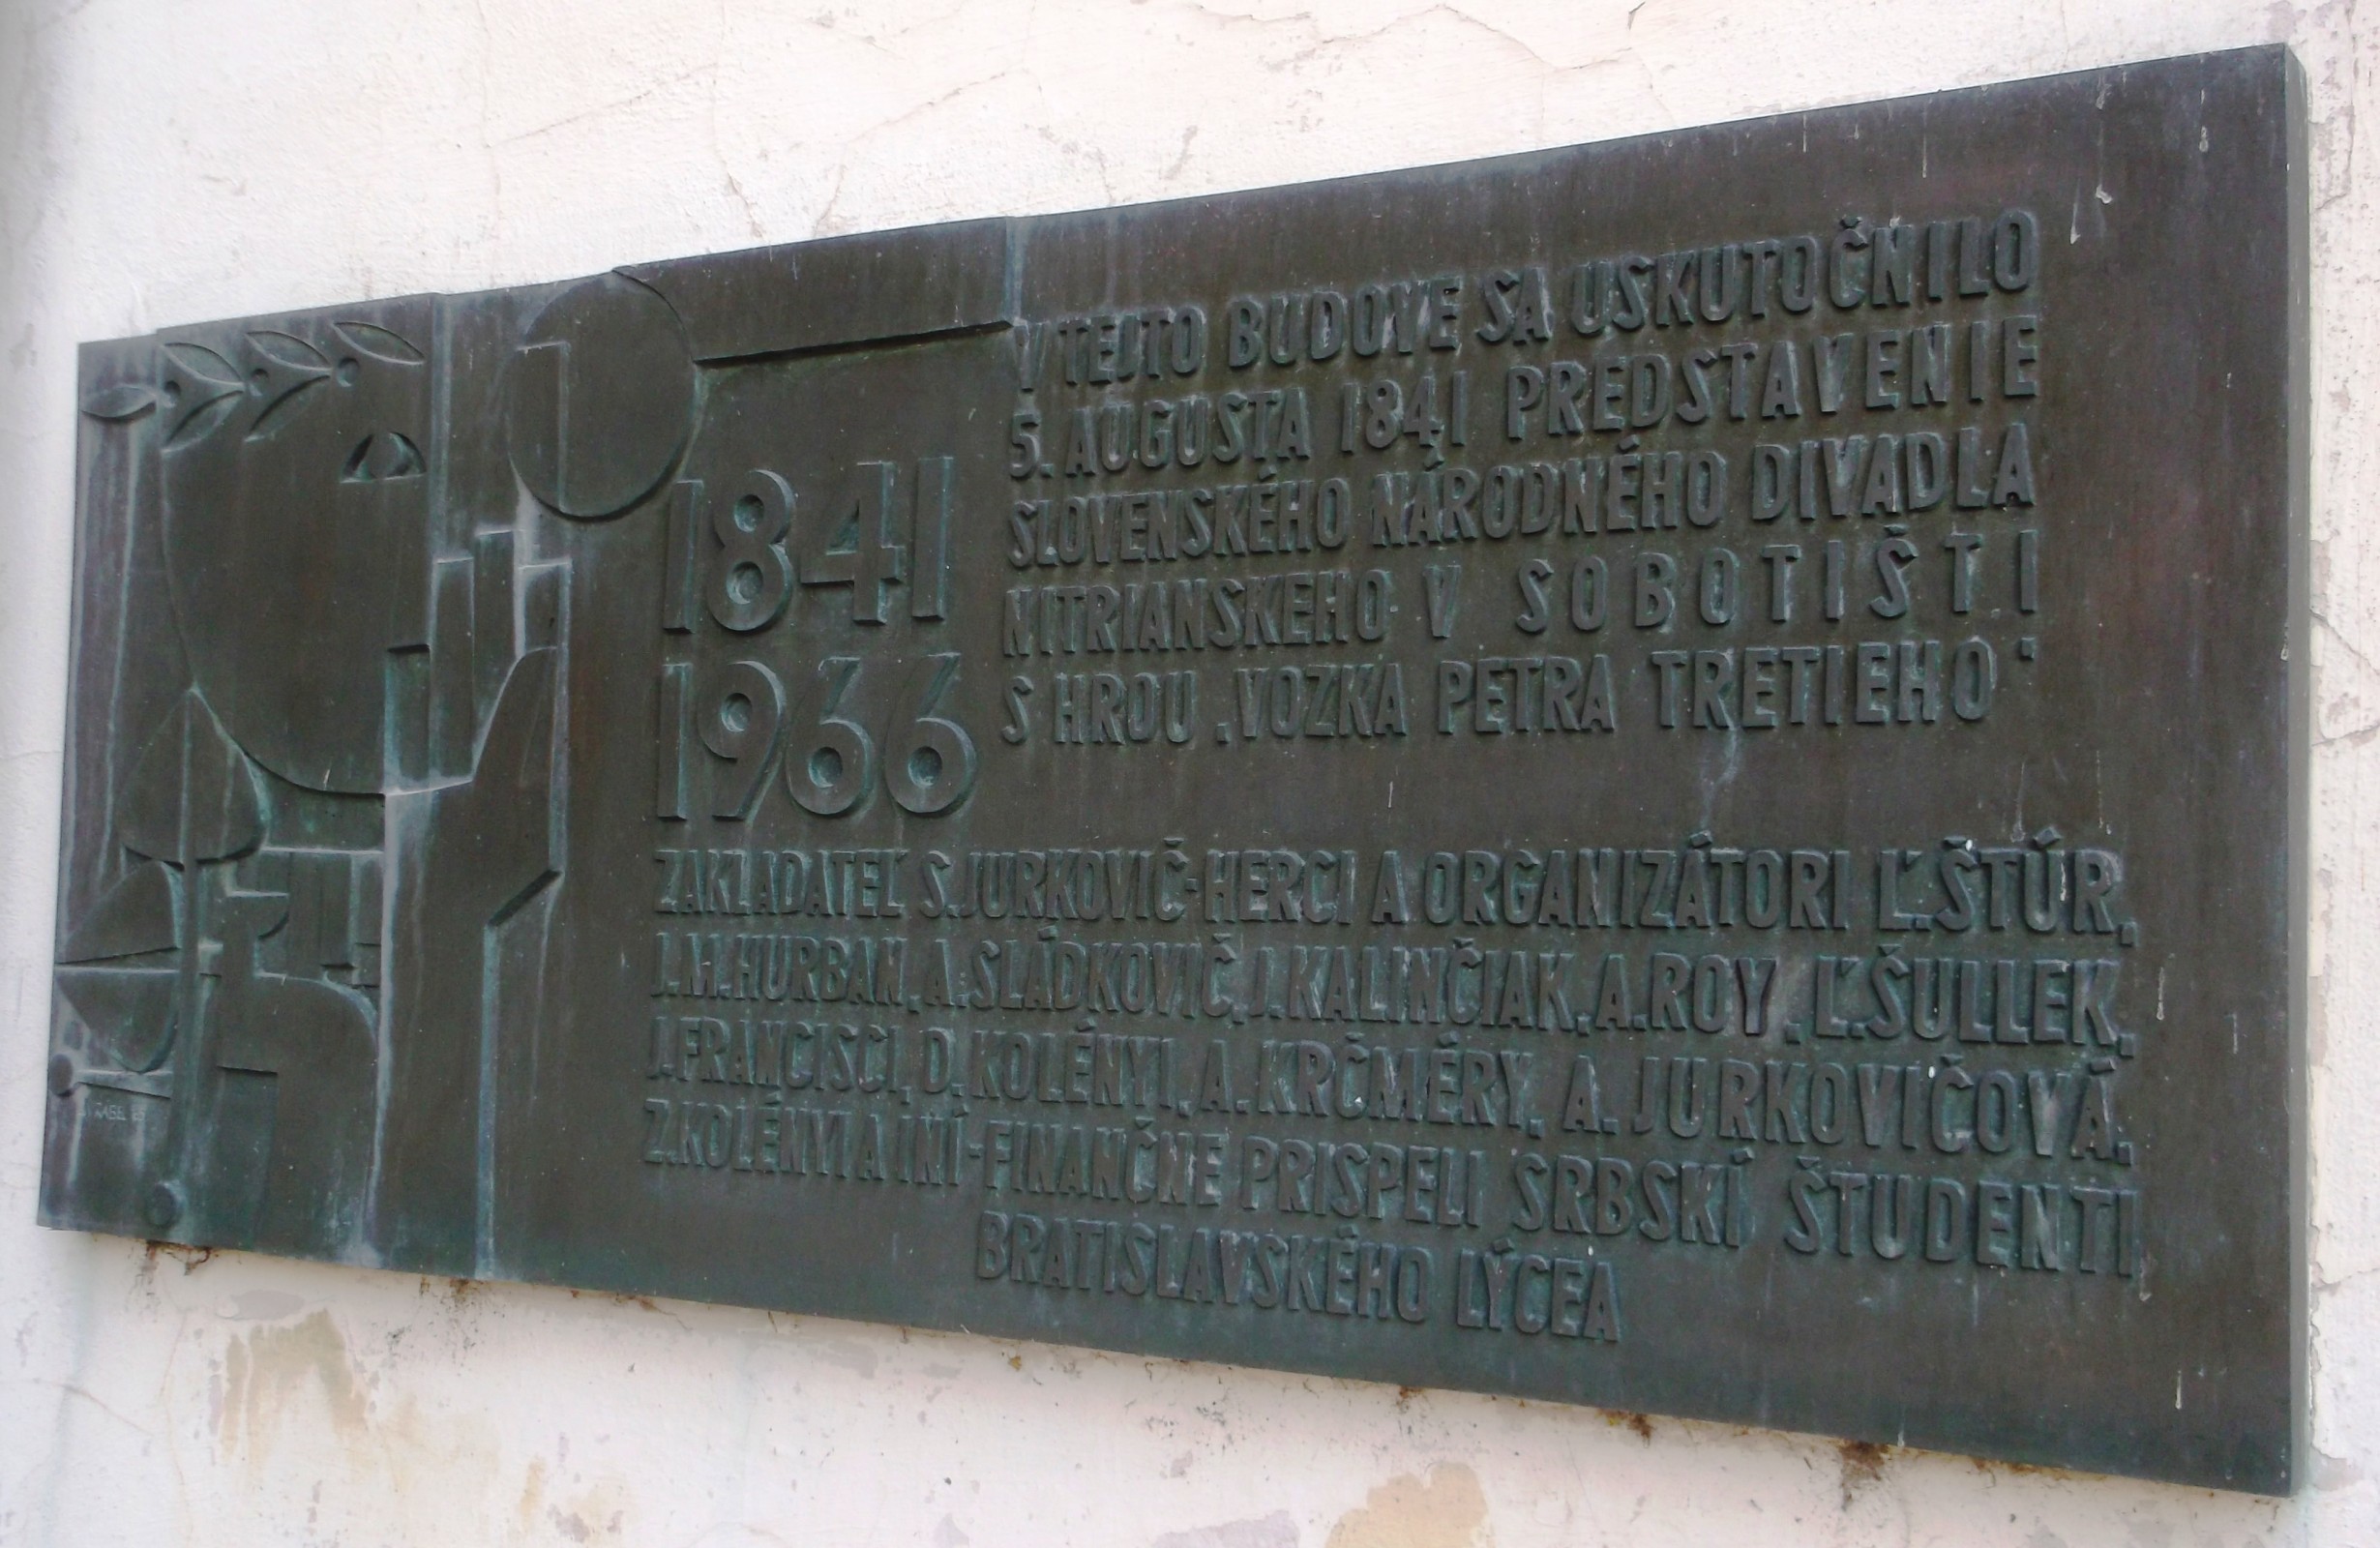 1841
1966
V TEJTO BUDOVE SA USKUTOČNILO
5. AUGUSTA 1841 PREDSTAVENIE
SLOVENSKÉHO NÁRODNÉHO DIVADLA
NITRIANSKEHO V SOBOTIŠTI
S HROU „VOZKA PETRA TRETIEHO“
ZAKLADATEĽ S. JURKOVIČ-HERCI A ORGANIZÁTORI Ľ. ŠTÚR,
J. M. HURBAN, A. SLÁDKOVIČ, J. KALINČIAK, A. ROY, Ľ. ŠULLEK,
J. FRANCISCI, D. KOLÉNYI, A. KRČMÉRY, A. JURKOVIČOVÁ,
Z. KOLÉNYI A INÍ-FINANČNE PRISPELI SRBSKÍ ŠTUDENTI
BRATISLAVSKÉHO LÝCEA